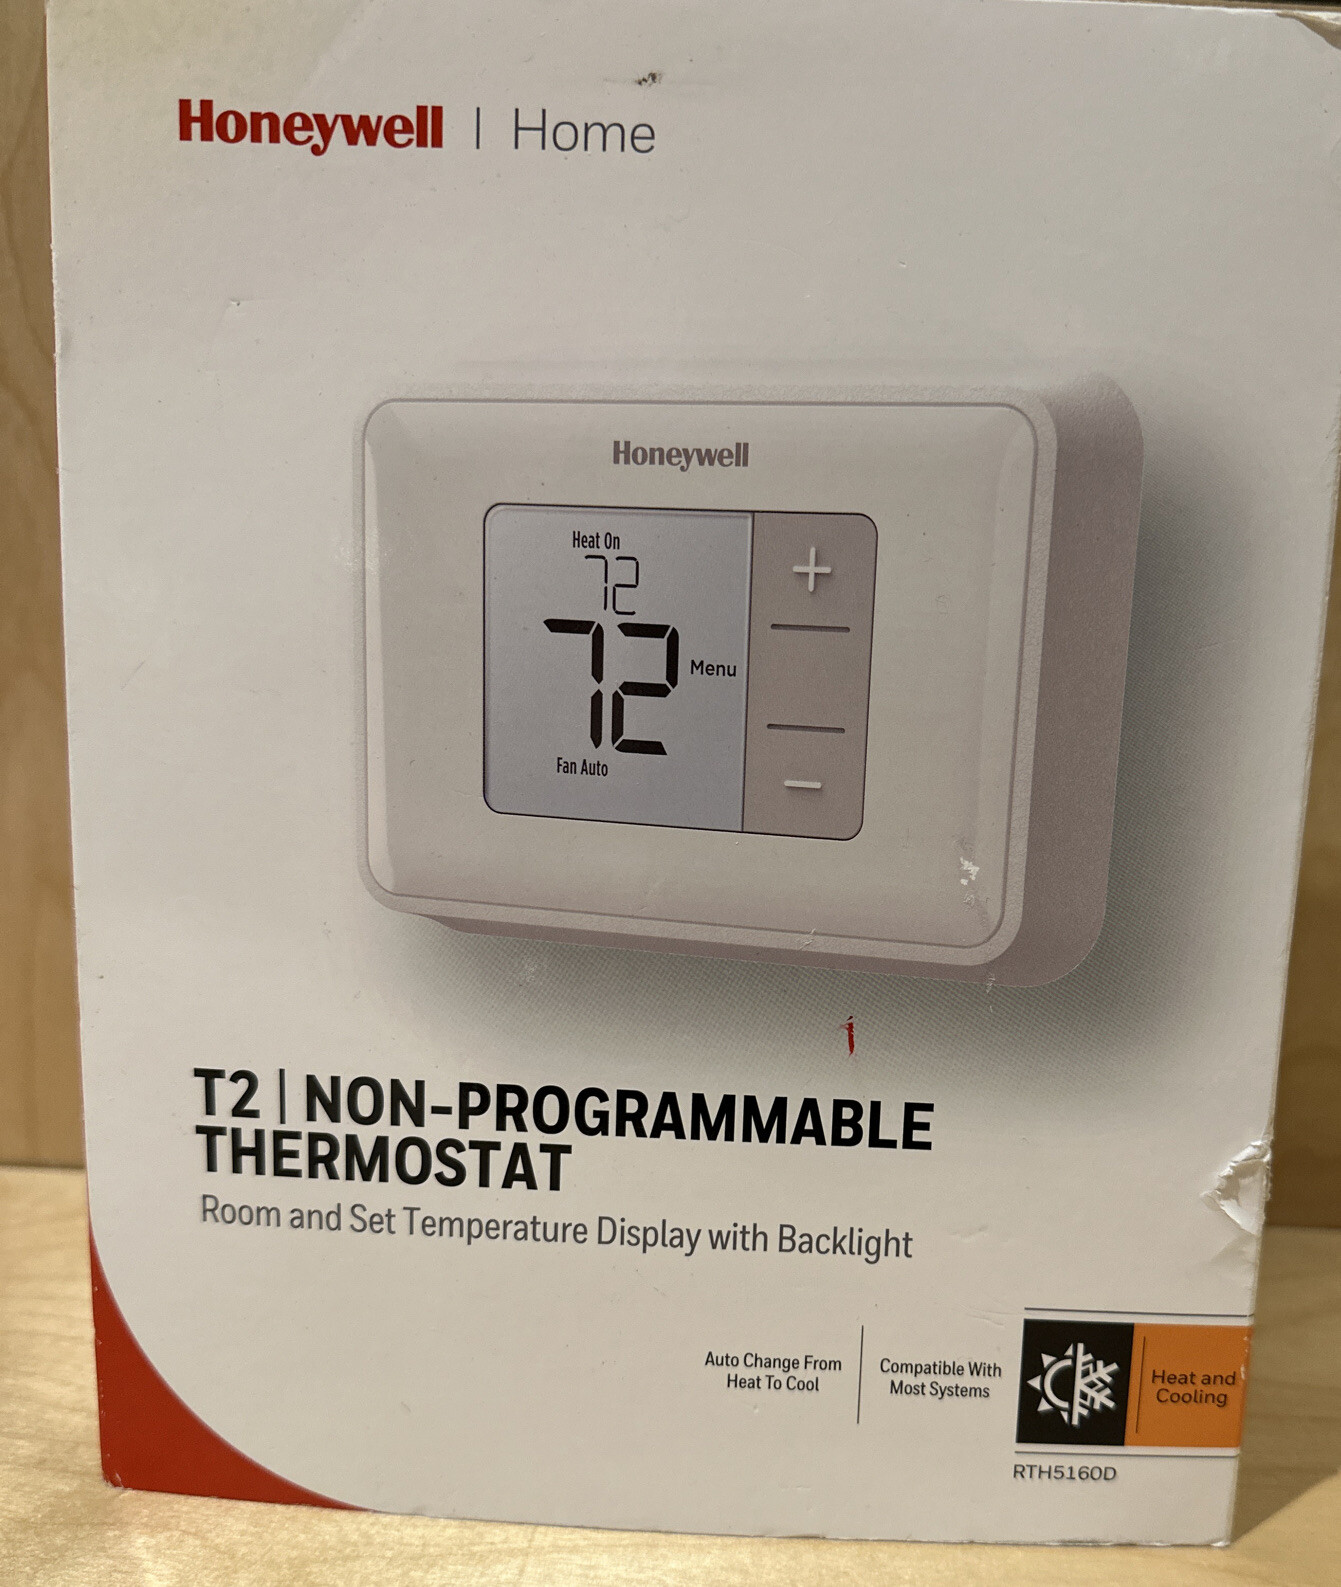 Honeywell | Home
Honeywell
Heat On
72
72
Menu
Fan Auto
T2 | NON-PROGRAMMABLE
THERMOSTAT
Room and Set Temperature Display with Backlight
Auto Change From
Heat To Cool
Compatible With
Most Systems
Heat and
Cooling
RTH5160D